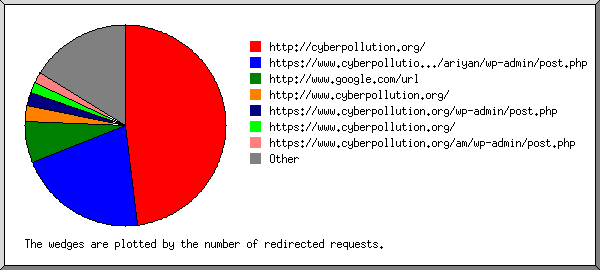 http://cyberpollution.org/
https://www.cyberpollutio.../ariyan/wp-admin/post.php
http://www.google.com/url
http://www.cyberpollution.org/
https://www.cyberpollution.org/wp-admin/post.php
https://www.cyberpollution.org/
https://www.cyberpollution.org/am/wp-admin/post.php
Other
The wedges are plotted by the number of redirected requests.